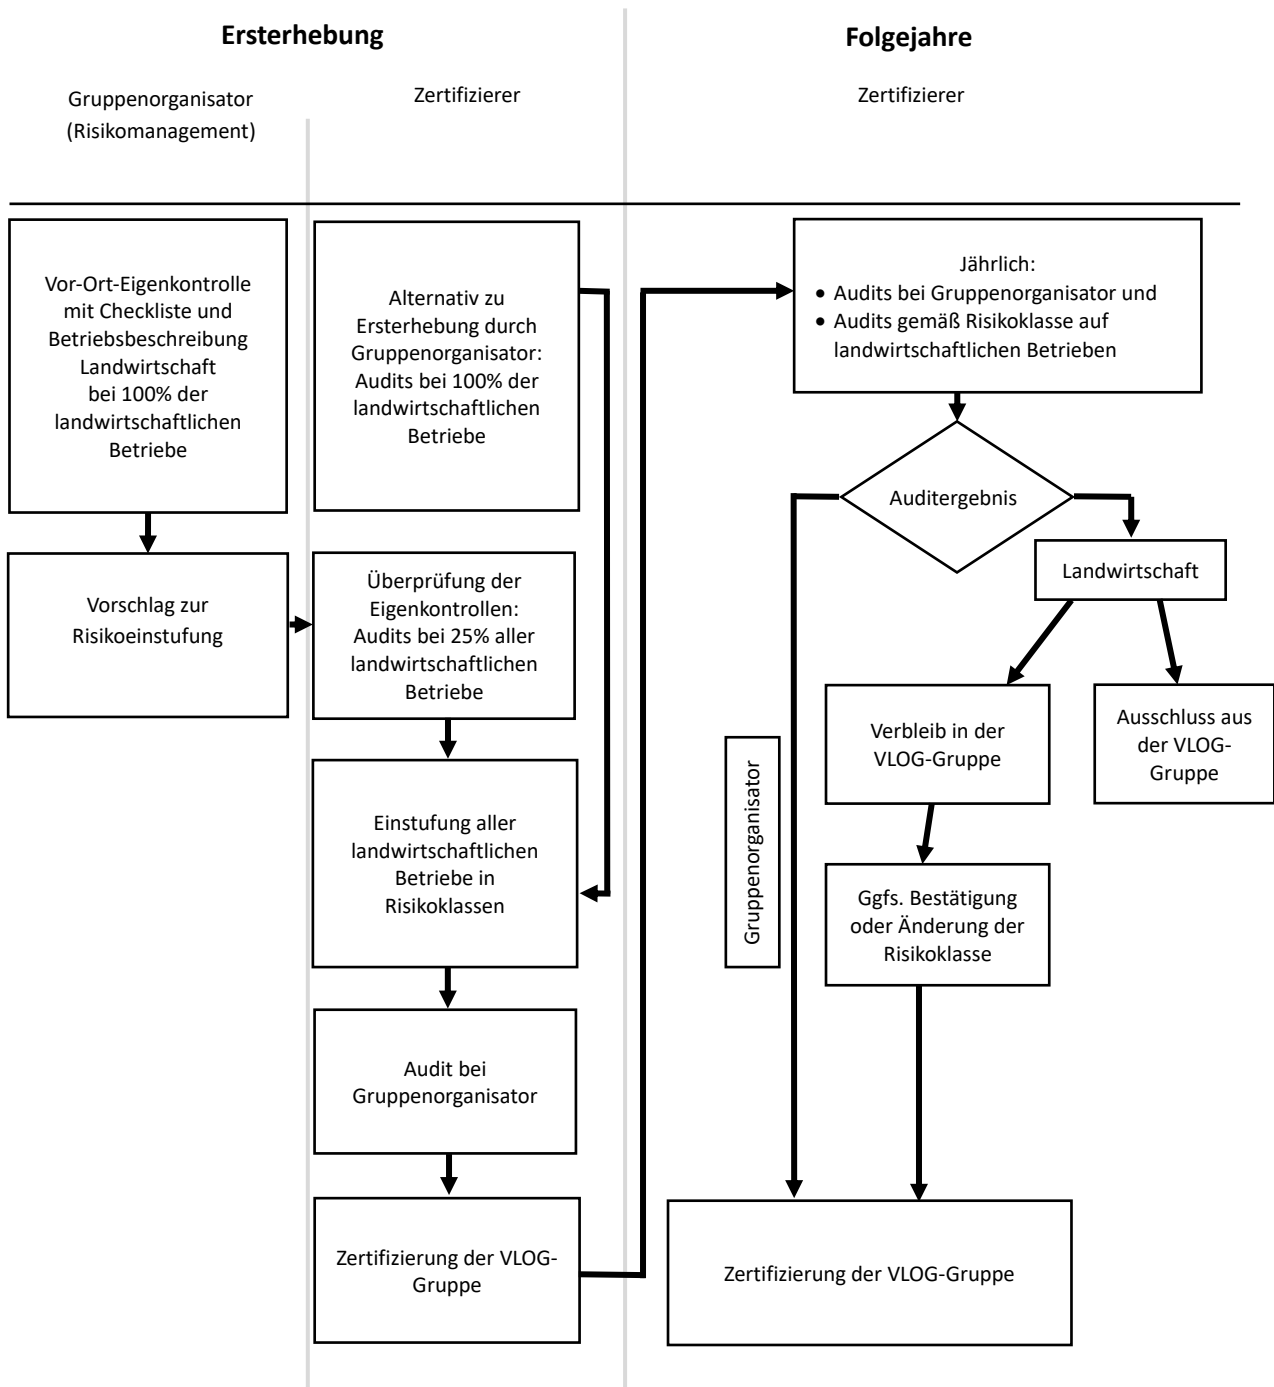 Ersterhebung
Folgejahre
Gruppenorganisator
(Risikomanagement)
Zertifizierer
Zertifizierer
Vor-Ort-Eigenkontrolle
mit Checkliste und
Betriebsbeschreibung
Landwirtschaft
bei 100% der
landwirtschaftlichen
Betriebe
Vorschlag zur
Risikoeinstufung
Alternativ zu
Ersterhebung durch
Gruppenorganisator:
Audits bei 100% der
landwirtschaftlichen
Betriebe
Überprüfung der
Eigenkontrollen:
Audits bei 25% aller
landwirtschaftlichen
Betriebe
Einstufung aller
landwirtschaftlichen
Betriebe in
Risikoklassen
Audit bei
Gruppenorganisator
Zertifizierung der VLOG-
Gruppe
Jährlich:
• Audits bei Gruppenorganisator und
• Audits gemäß Risikoklasse auf
landwirtschaftlichen Betrieben
Auditergebnis
Landwirtschaft
Verbleib in der
VLOG-Gruppe
Ausschluss aus
der VLOG-
Gruppe
Gruppenorganisator
Ggfs. Bestätigung
oder Änderung der
Risikoklasse
Zertifizierung der VLOG-Gruppe